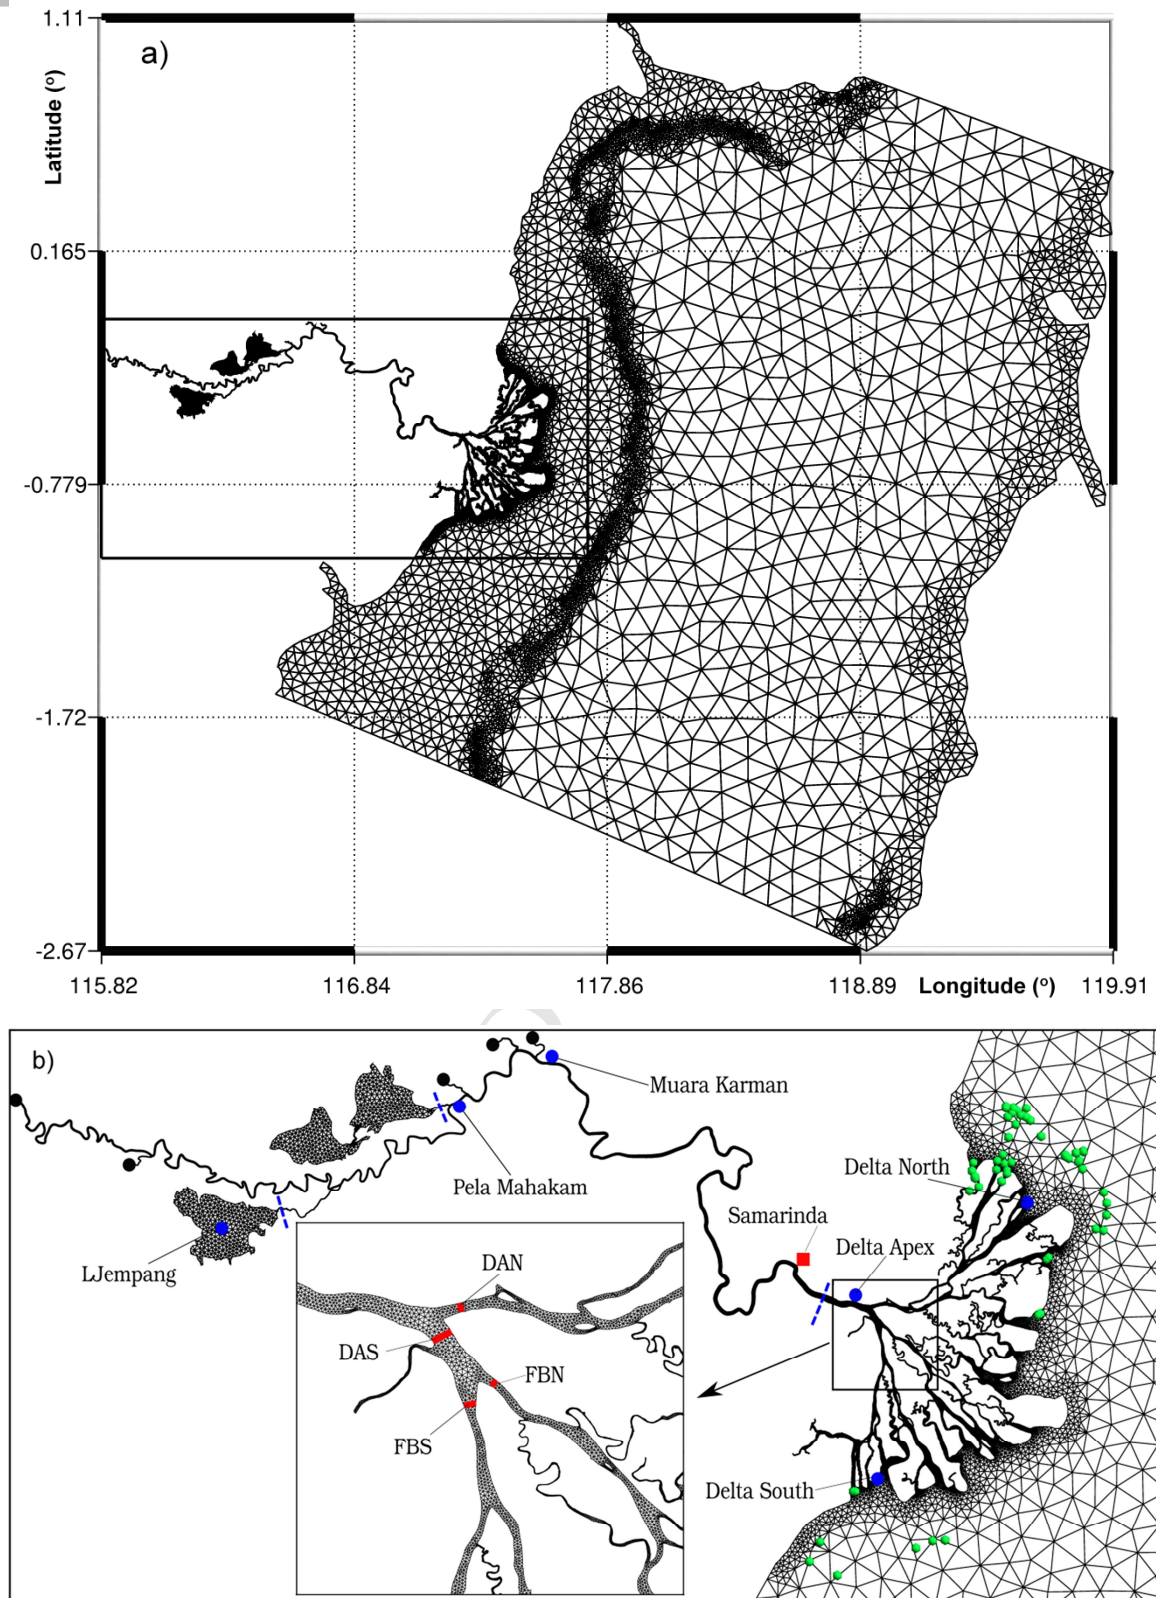 1.11
a)
Latitude (º)
0.165
-0.779
-1.72
-2.67
115.82
116.84
117.86
118.89
Longitude (º)
119.91
b)
Muara Karman
Pela Mahakam
Delta North
LJempang
Samarinda
Delta Apex
DAN
DAS
FBN
FBS
Delta South